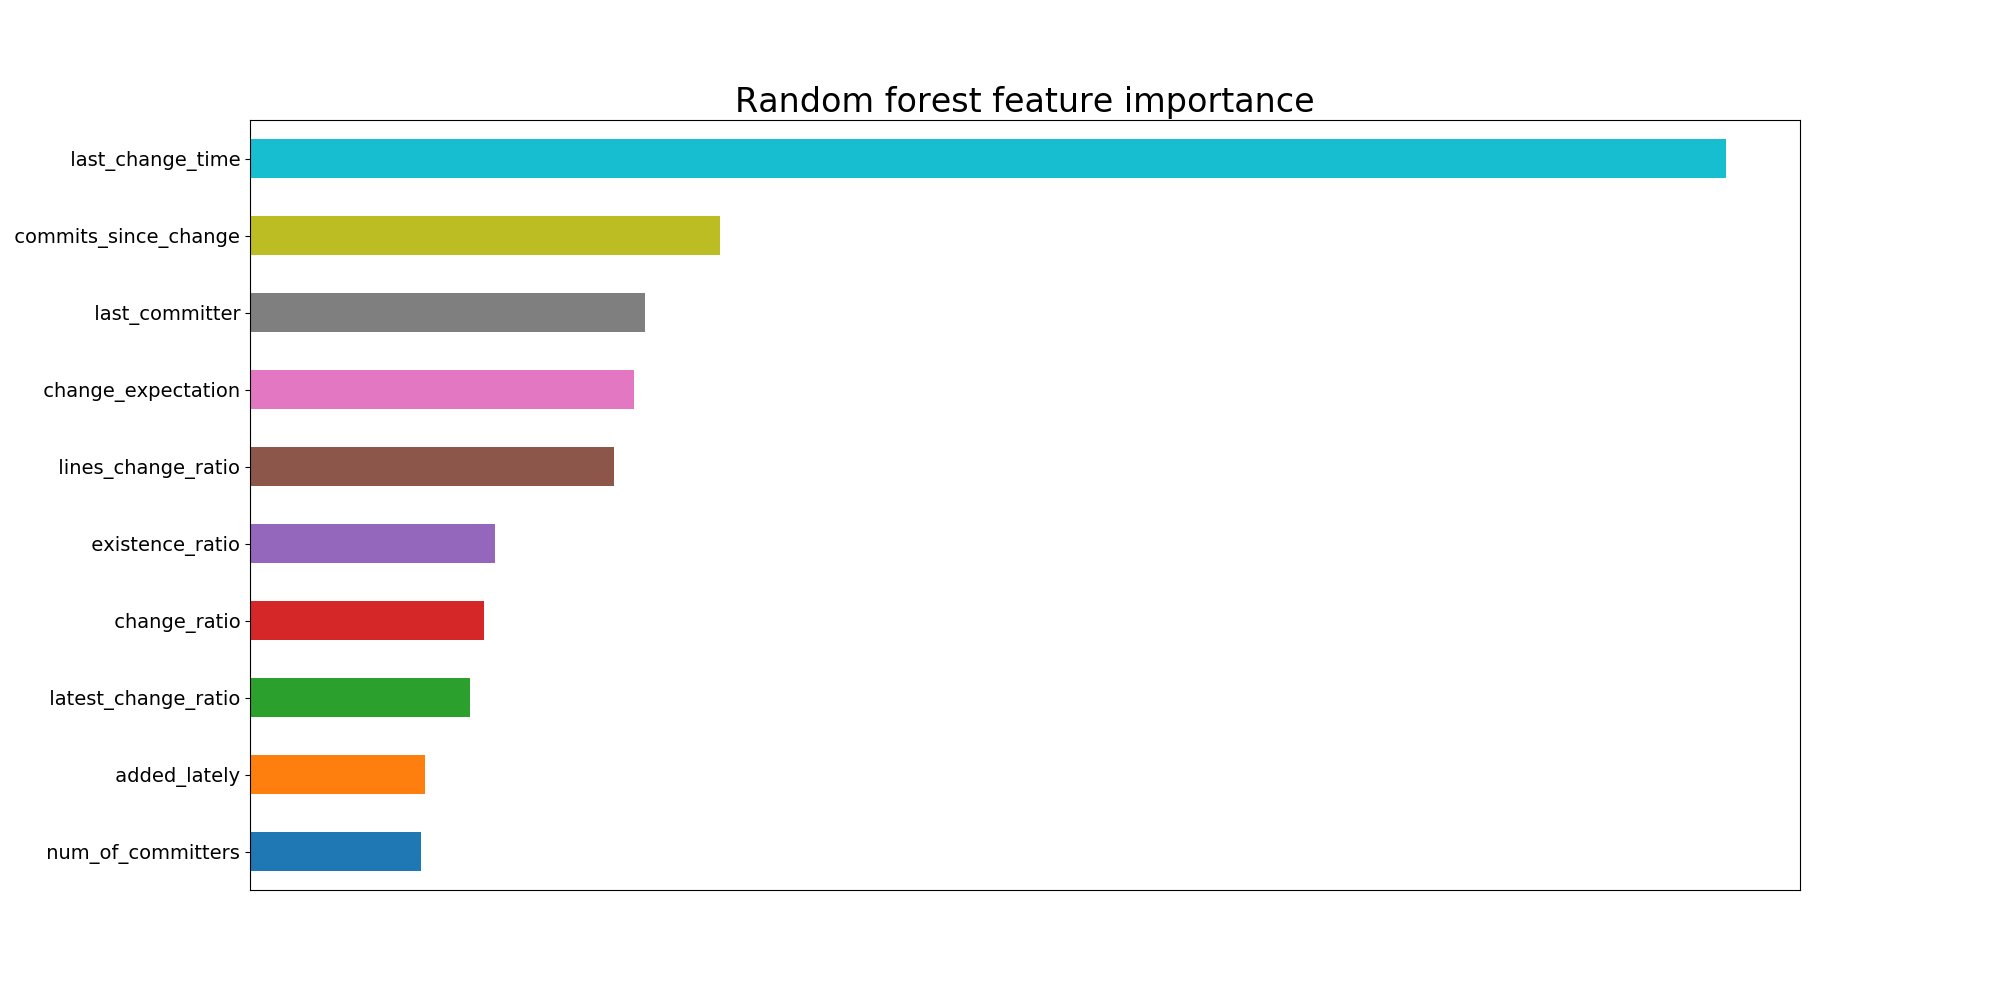 Random forest feature importance
last_change_time
commits_since_change
last_committer
change_expectation
lines_change_ratio
existence_ratio
change_ratio
latest_change_ratio
added_lately
num_of_committers